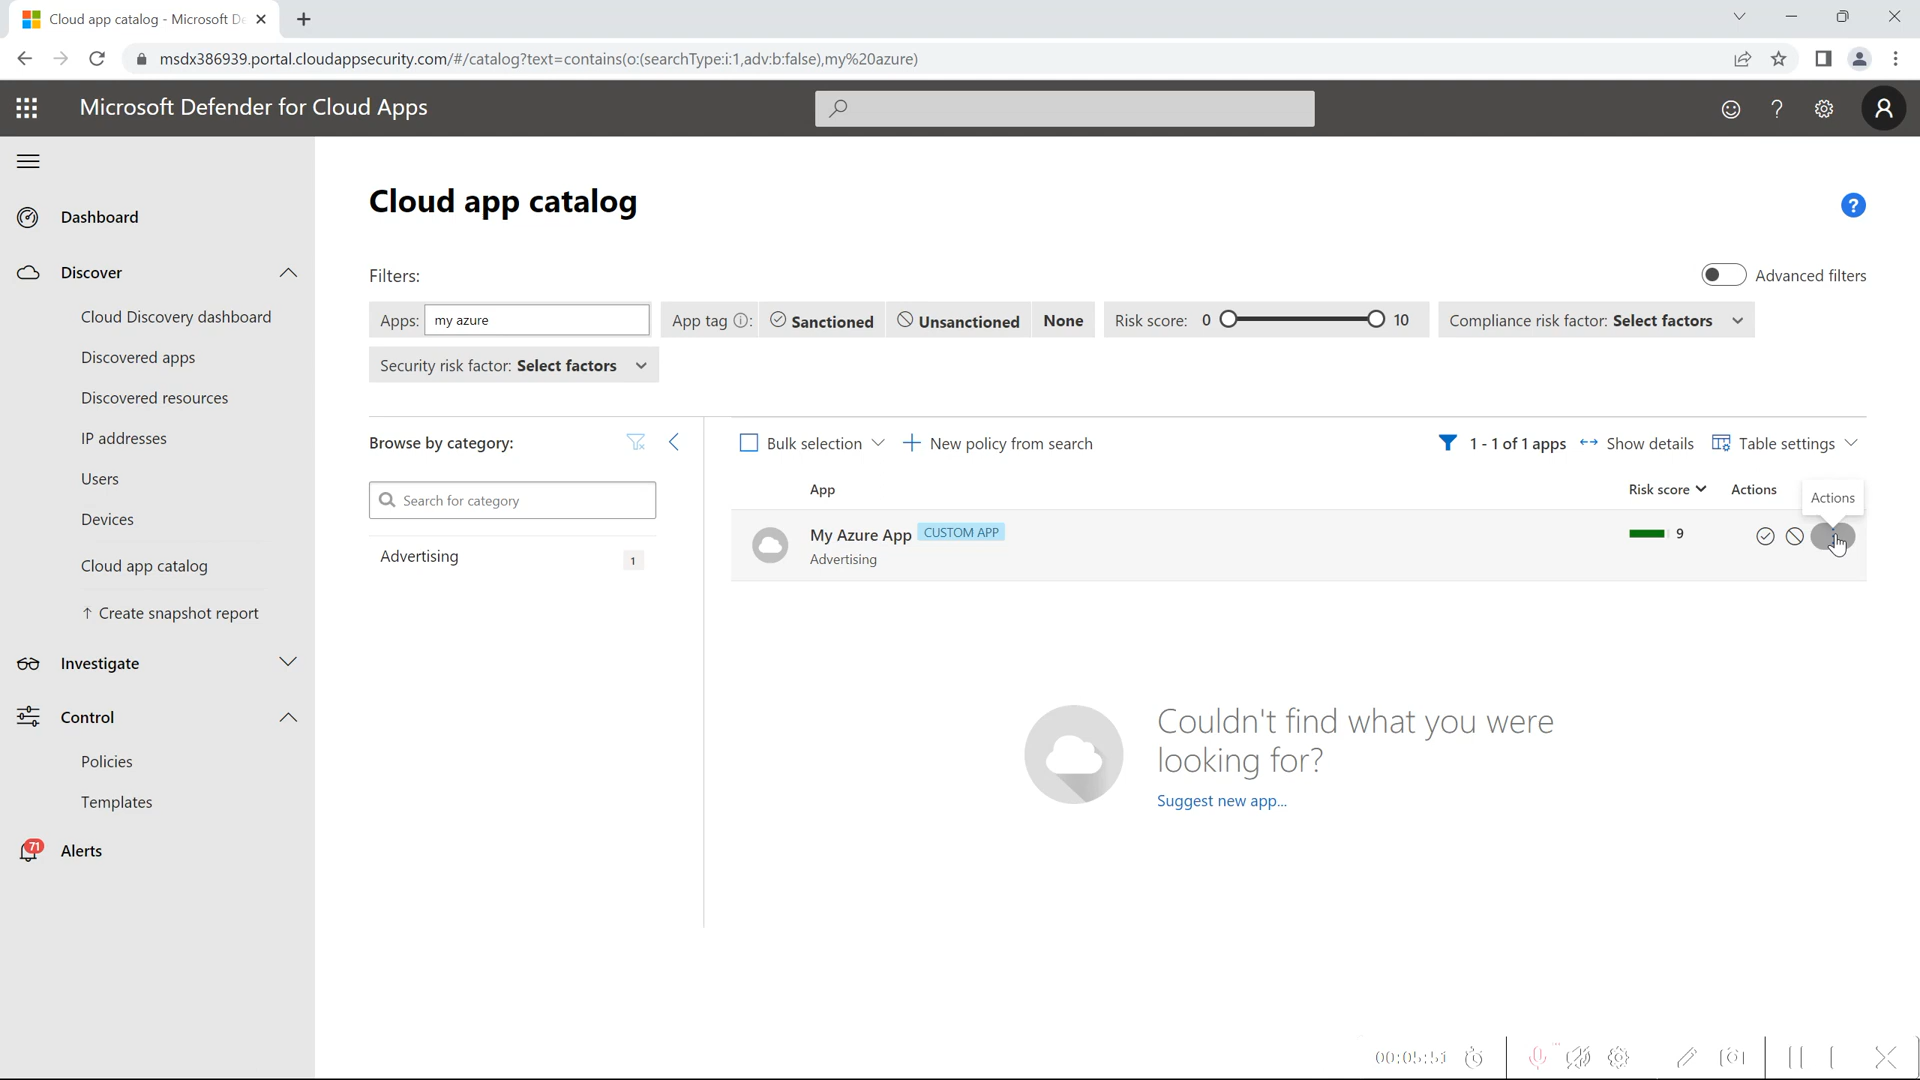 Cloud app catalog - Microsoft De
msdx386939.portal.cloudappsecurity.com/#/catalog?text=contains(o:(searchType:i:1,adv:b:false),my%20azure)
Microsoft Defender for Cloud Apps
Dashboard
Discover
Cloud Discovery dashboard
Discovered apps
Discovered resources
IP addresses
Users
Devices
Cloud app catalog
Create snapshot report
Investigate
Control
Policies
Templates
71
Alerts
Cloud app catalog
?
Filters:
Advanced filters
Apps: my azure
App tag : Sanctioned Unsanctioned None
Risk score: 0 10
Compliance risk factor: Select factors
Security risk factor: Select factors
Browse by category:
Search for category
Advertising 1
Bulk selection
New policy from search
1 - 1 of 1 apps
Show details
Table settings
App Risk score Actions
Actions
My Azure App CUSTOM APP 9
Advertising
Couldn't find what you were
looking for?
Suggest new app...
00:05:51